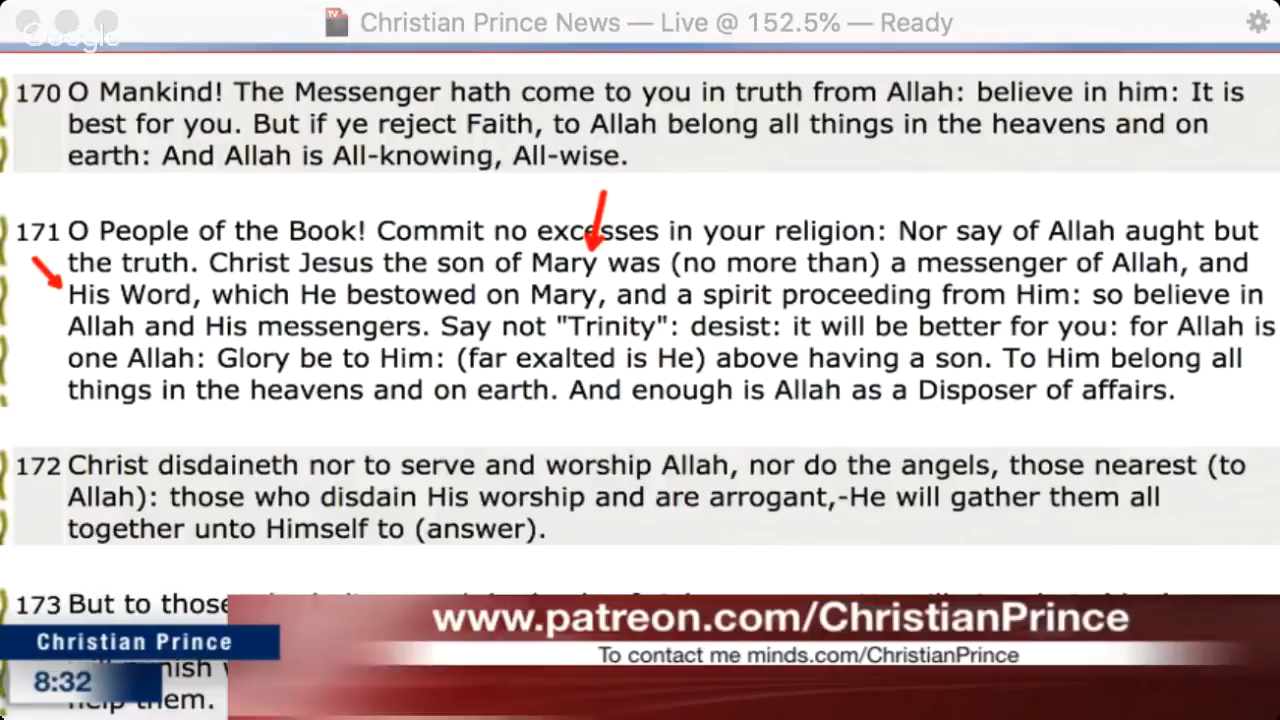 Christian Prince News — Live @ 152.5% — Ready
Google
170 O Mankind! The Messenger hath come to you in truth from Allah: believe in him: It is
best for you. But if ye reject Faith, to Allah belong all things in the heavens and on
earth: And Allah is All-knowing, All-wise.
171 O People of the Book! Commit no excesses in your religion: Nor say of Allah aught but
the truth. Christ Jesus the son of Mary was (no more than) a messenger of Allah, and
His Word, which He bestowed on Mary, and a spirit proceeding from Him: so believe in
Allah and His messengers. Say not "Trinity": desist: it will be better for you: for Allah is
one Allah: Glory be to Him: (far exalted is He) above having a son. To Him belong all
things in the heavens and on earth. And enough is Allah as a Disposer of affairs.
172 Christ disdaineth nor to serve and worship Allah, nor do the angels, those nearest (to
Allah): those who disdain His worship and are arrogant,-He will gather them all
together unto Himself to (answer).
173 But to those
www.patreon.com/ChristianPrince
Christian Prince
To contact me minds.com/ChristianPrince
8:32
help them.